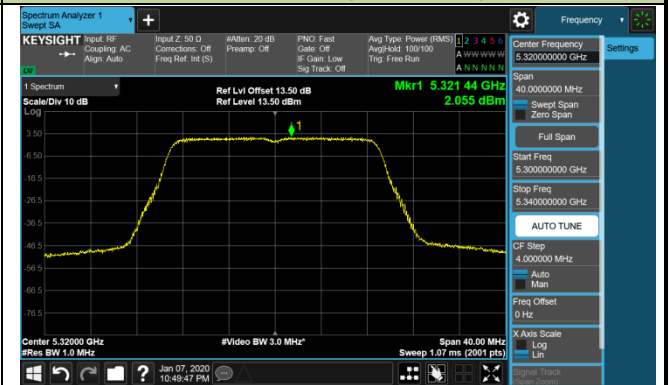 Spectrum Analyzer 1
Swept SA
Frequency
KEYSIGHT
Input: RF
Coupling: AC
Align: Auto
Input Z: 50 Ω
Corrections: Off
Freq Ref: Int (S)
#Atten: 20 dB
Preamp: Off
PNO: Fast
Gate: Off
IF Gain: Low
Sig Track: Off
Avg Type: Power (RMS)
Avg|Hold: 100/100
Trig: Free Run
1 2 3 4 5 6
A W W W W W
A N N N N N
LW
1 Spectrum
Scale/Div 10 dB
Log
Ref Lvl Offset 13.50 dB
Ref Level 13.50 dBm
Mkr1 5.321 44 GHz
2.055 dBm
1
3.50
-6.50
-16.5
-26.5
-36.5
-46.5
-56.5
-66.5
-76.5
Center 5.32000 GHz
#Res BW 1.0 MHz
#Video BW 3.0 MHz*
Span 40.00 MHz
Sweep 1.07 ms (2001 pts)
Jan 07, 2020
10:49:47 PM
Center Frequency
5.320000000 GHz
Settings
Span
40.0000000 MHz
Swept Span
Zero Span
Full Span
Start Freq
5.300000000 GHz
Stop Freq
5.340000000 GHz
AUTO TUNE
CF Step
4.000000 MHz
Auto
Man
Freq Offset
0 Hz
X Axis Scale
Log
Lin
Signal Track
(Span Zoom)